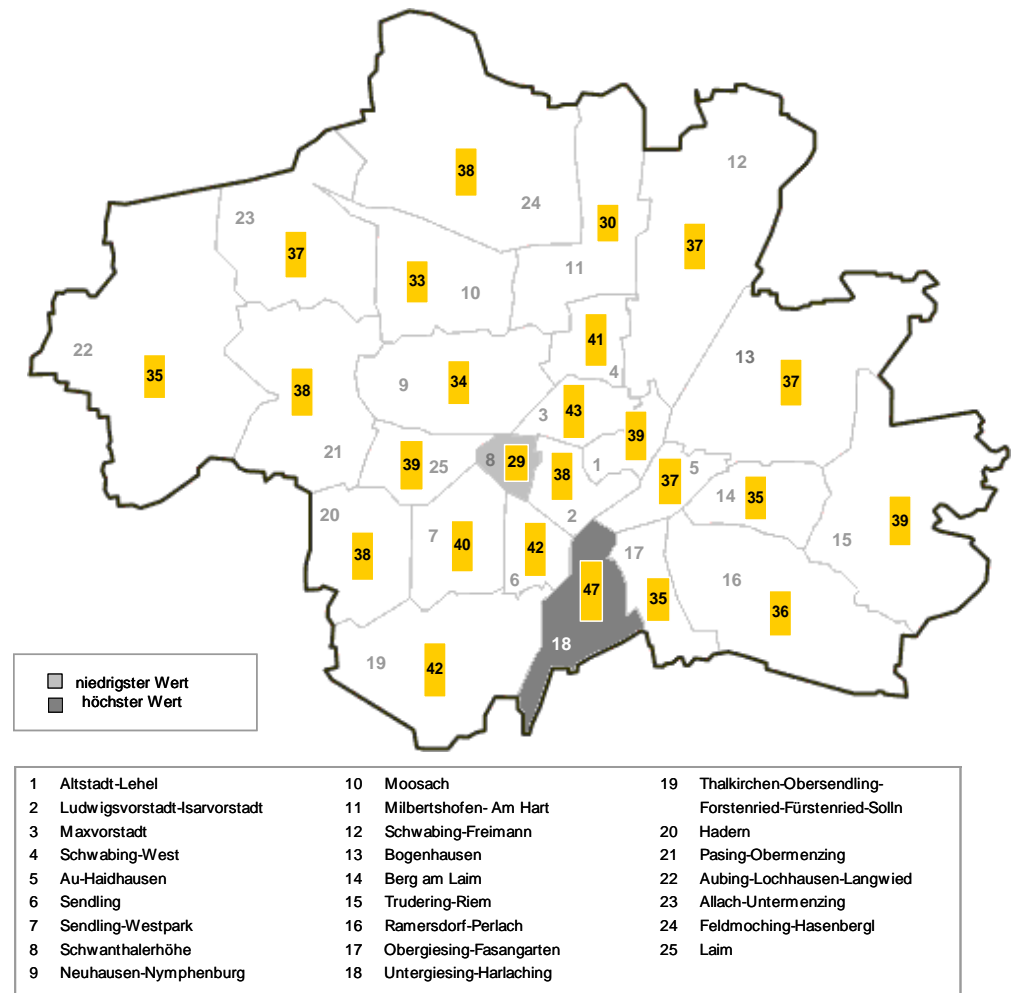 12
38
24
23
30
37
37
11
33
10
41
22
13
35
38
9
34
4
37
3
43
39
21
39
25
8
29
38
1
5
37
14
35
2
20
7
40
42
17
15
39
38
6
16
47
35
36
18
19
42
niedrigster Wert
höchster Wert
1 Altstadt-Lehel
2 Ludwigsvorstadt-Isarvorstadt
3 Maxvorstadt
4 Schwabing-West
5 Au-Haidhausen
6 Sendling
7 Sendling-Westpark
8 Schwanthalerhöhe
9 Neuhausen-Nymphenburg
10 Moosach
11 Milbertshofen- Am Hart
12 Schwabing-Freimann
13 Bogenhausen
14 Berg am Laim
15 Trudering-Riem
16 Ramersdorf-Perlach
17 Obergiesing-Fasangarten
18 Untergiesing-Harlaching
19 Thalkirchen-Obersendling-
Forstenried-Fürstenried-Solln
20 Hadern
21 Pasing-Obermenzing
22 Aubing-Lochhausen-Langwied
23 Allach-Untermenzing
24 Feldmoching-Hasenbergl
25 Laim